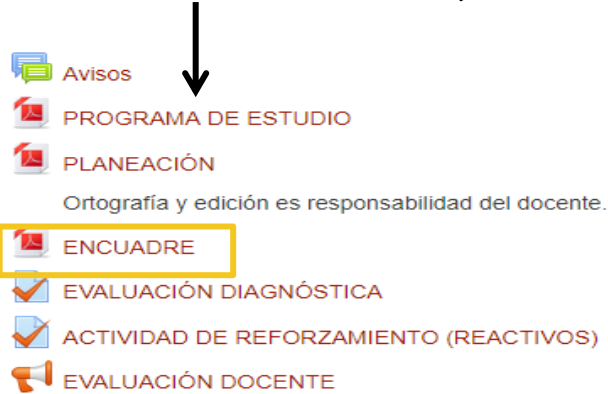 Avisos
PROGRAMA DE ESTUDIO
PLANEACIÓN
Ortografía y edición es responsabilidad del docente.
ENCUADRE
EVALUACIÓN DIAGNÓSTICA
ACTIVIDAD DE REFORZAMIENTO (REACTIVOS)
EVALUACIÓN DOCENTE